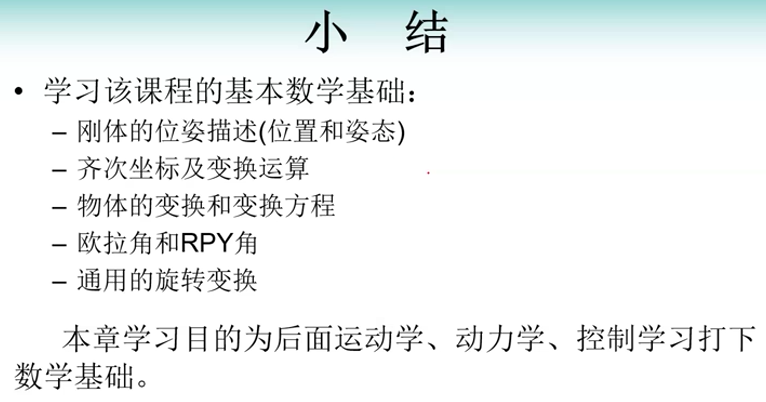 小 结
• 学习该课程的基本数学基础：
– 刚体的位姿描述(位置和姿态)
– 齐次坐标及变换运算
– 物体的变换和变换方程
– 欧拉角和RPY角
– 通用的旋转变换
本章学习目的为后面运动学、动力学、控制学习打下
数学基础。